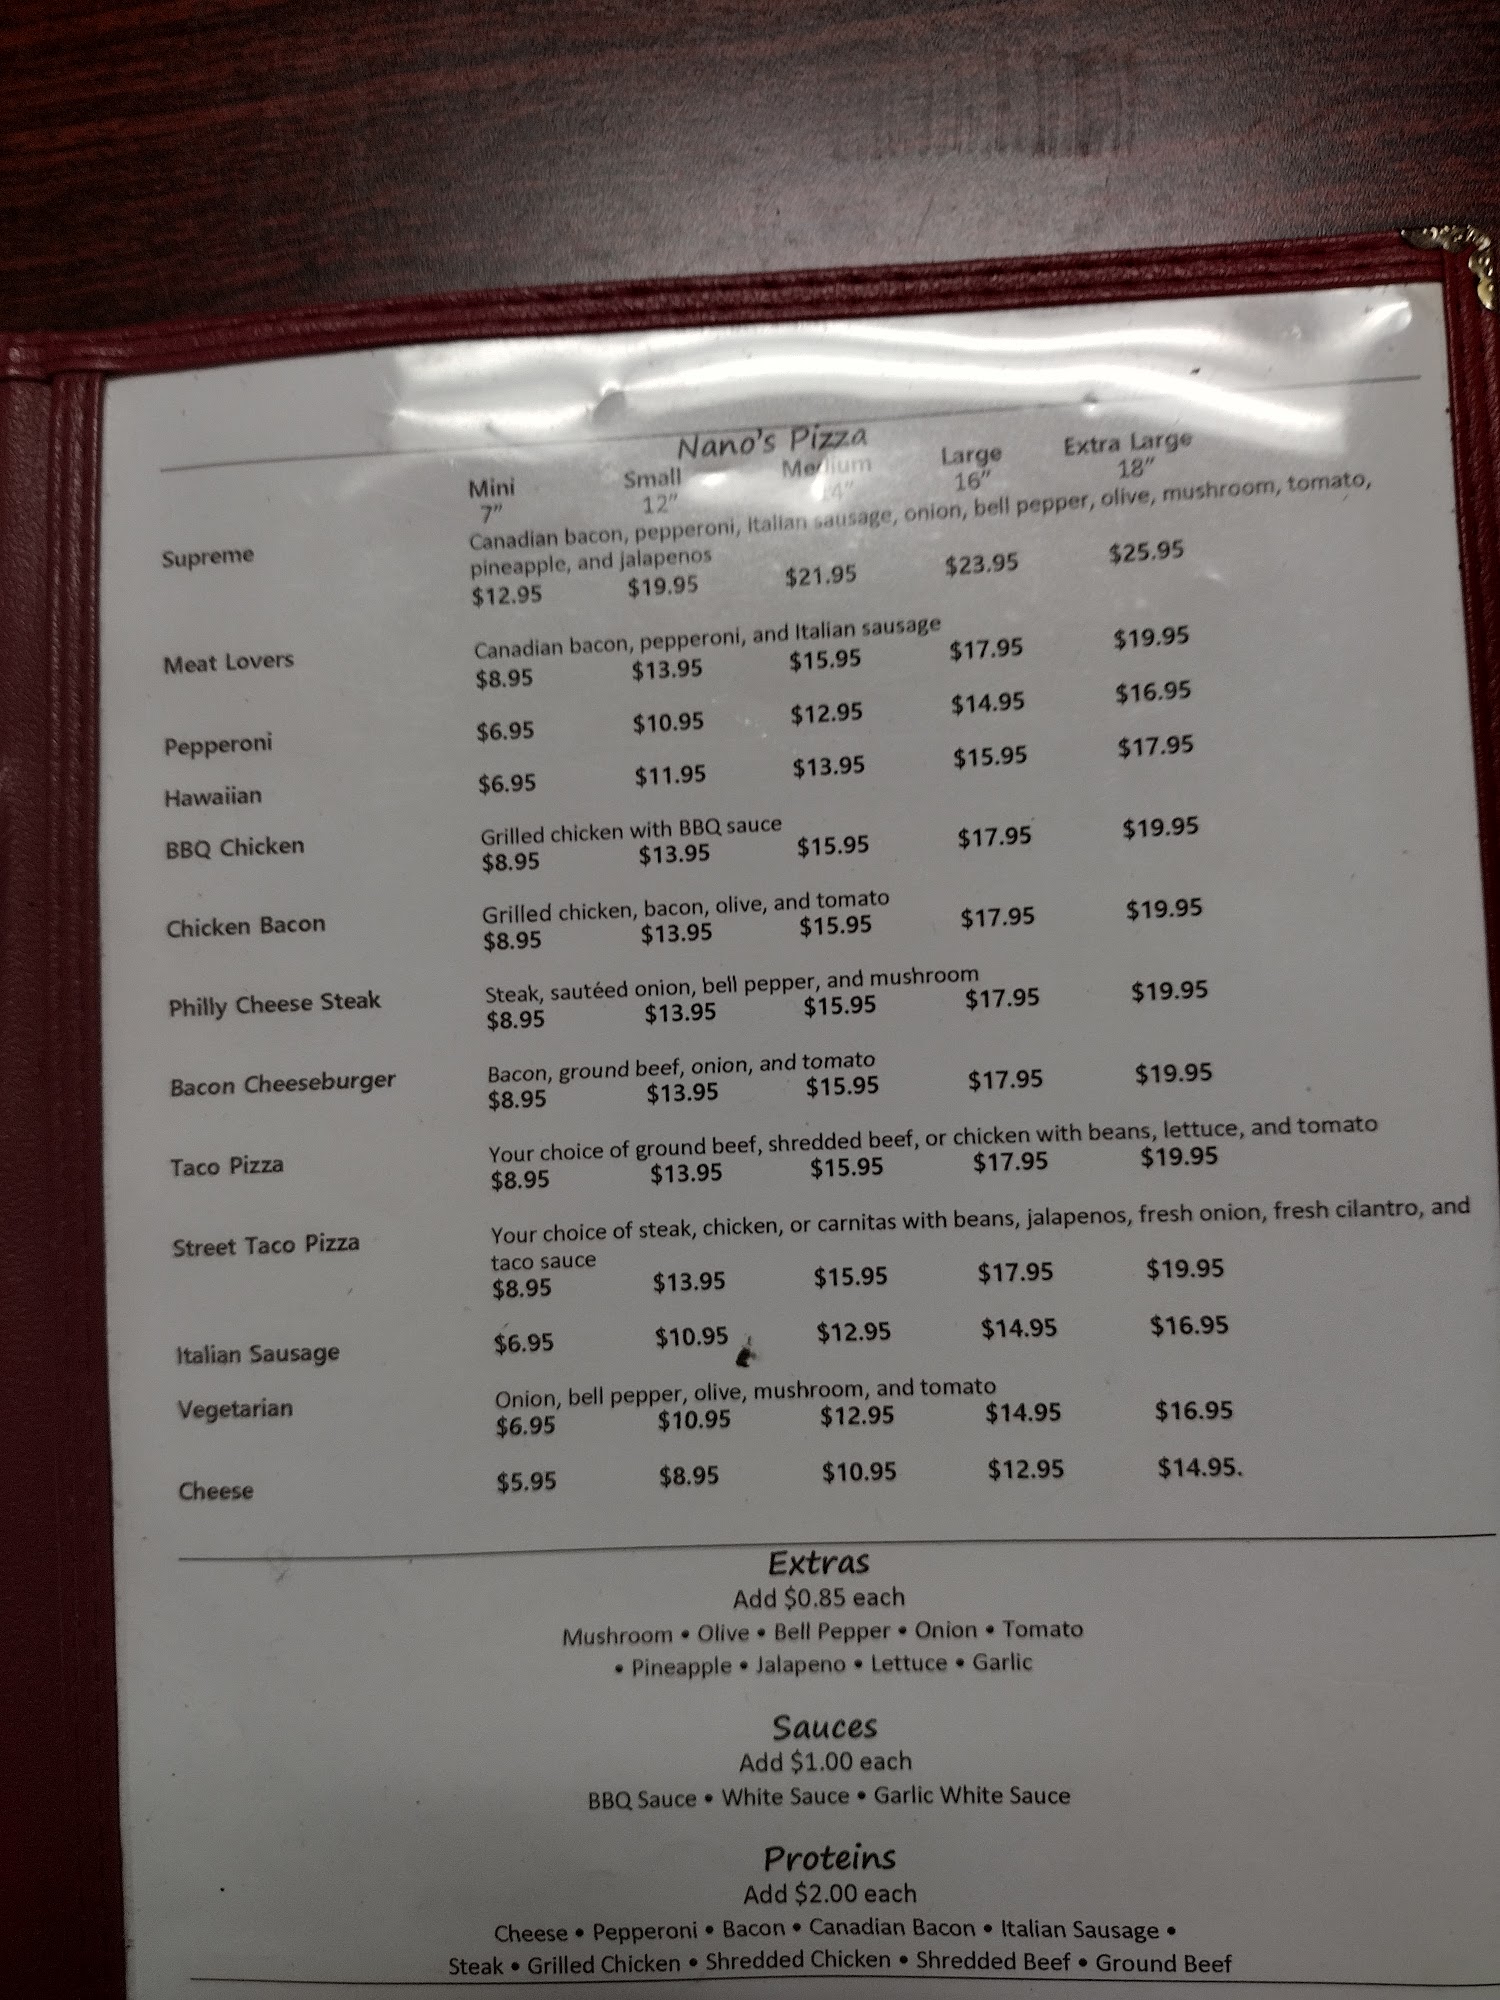 Nano's Pizza
Mini Small Medium Large Extra Large
7" 12" 14" 16" 18"
Supreme Canadian bacon, pepperoni, Italian sausage, onion, bell pepper, olive, mushroom, tomato,
pineapple, and jalapenos
$12.95 $19.95 $21.95 $23.95 $25.95
Meat Lovers Canadian bacon, pepperoni, and Italian sausage
$8.95 $13.95 $15.95 $17.95 $19.95
Pepperoni $6.95 $10.95 $12.95 $14.95 $16.95
Hawaiian $6.95 $11.95 $13.95 $15.95 $17.95
BBQ Chicken Grilled chicken with BBQ sauce
$8.95 $13.95 $15.95 $17.95 $19.95
Chicken Bacon Grilled chicken, bacon, olive, and tomato
$8.95 $13.95 $15.95 $17.95 $19.95
Philly Cheese Steak Steak, sautéed onion, bell pepper, and mushroom
$8.95 $13.95 $15.95 $17.95 $19.95
Bacon Cheeseburger Bacon, ground beef, onion, and tomato
$8.95 $13.95 $15.95 $17.95 $19.95
Taco Pizza Your choice of ground beef, shredded beef, or chicken with beans, lettuce, and tomato
$8.95 $13.95 $15.95 $17.95 $19.95
Street Taco Pizza Your choice of steak, chicken, or carnitas with beans, jalapenos, fresh onion, fresh cilantro, and
taco sauce
$8.95 $13.95 $15.95 $17.95 $19.95
Italian Sausage $6.95 $10.95 $12.95 $14.95 $16.95
Vegetarian Onion, bell pepper, olive, mushroom, and tomato
$6.95 $10.95 $12.95 $14.95 $16.95
Cheese $5.95 $8.95 $10.95 $12.95 $14.95.
Extras
Add $0.85 each
Mushroom • Olive • Bell Pepper • Onion • Tomato
• Pineapple • Jalapeno • Lettuce • Garlic
Sauces
Add $1.00 each
BBQ Sauce • White Sauce • Garlic White Sauce
Proteins
Add $2.00 each
Cheese • Pepperoni • Bacon • Canadian Bacon • Italian Sausage •
Steak • Grilled Chicken • Shredded Chicken • Shredded Beef • Ground Beef